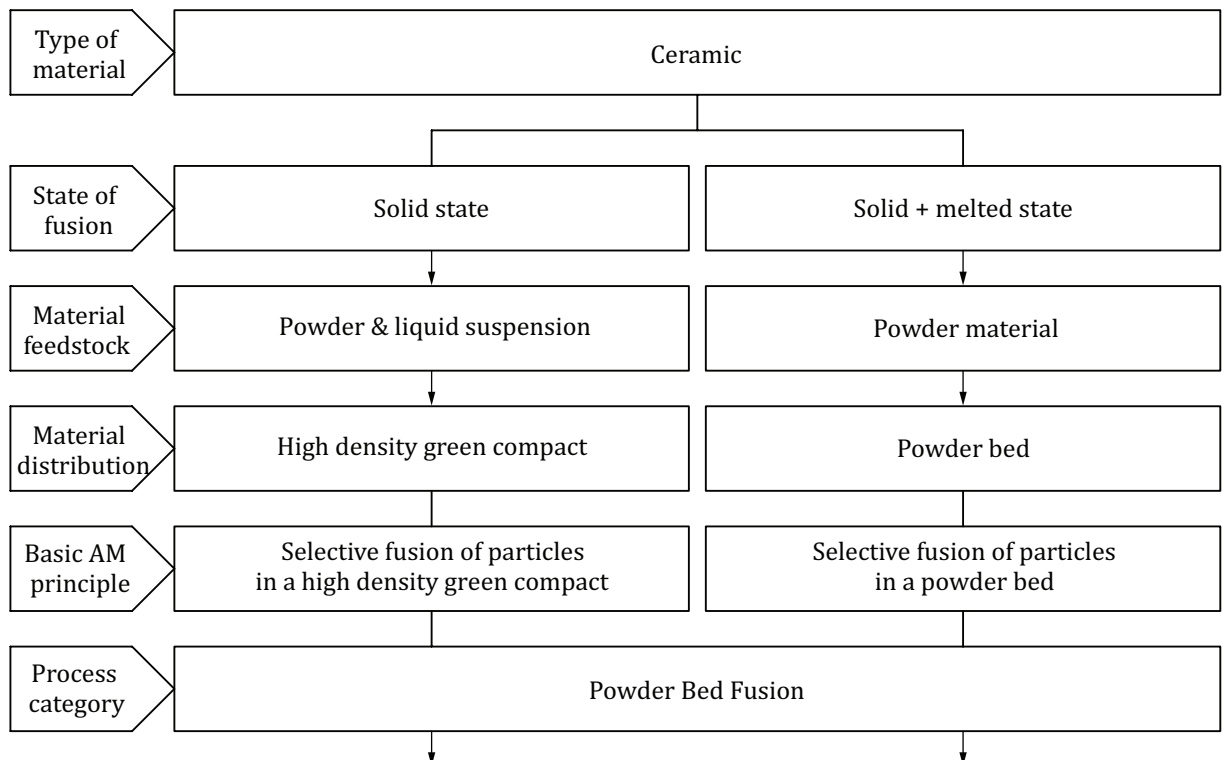 Type of
material
Ceramic
State of
fusion
Solid state
Solid + melted state
Material
feedstock
Powder & liquid suspension
Powder material
Material
distribution
High density green compact
Powder bed
Basic AM
principle
Selective fusion of particles
in a high density green compact
Selective fusion of particles
in a powder bed
Process
category
Powder Bed Fusion